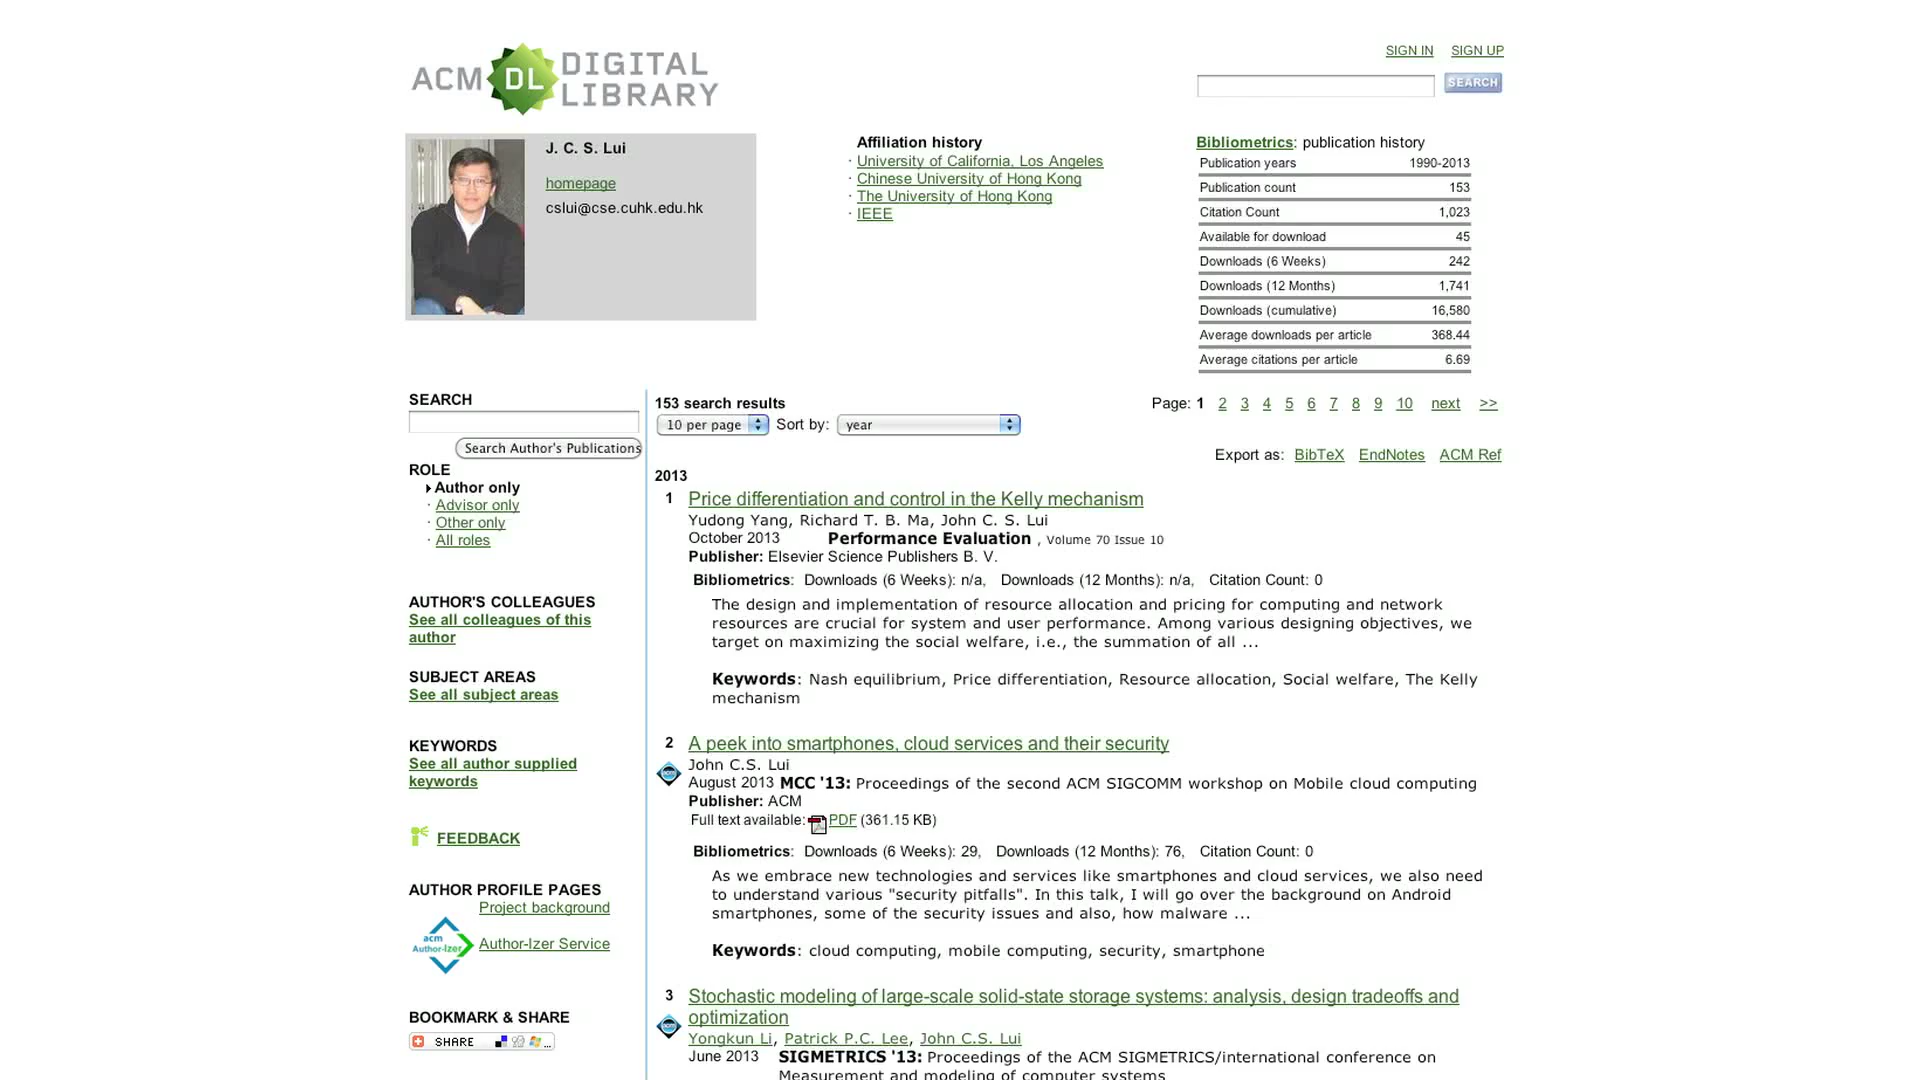 ACM DL DIGITAL LIBRARY
SIGN IN SIGN UP
SEARCH
J. C. S. Lui
homepage
cslui@cse.cuhk.edu.hk
Affiliation history
· University of California, Los Angeles
· Chinese University of Hong Kong
· The University of Hong Kong
· IEEE
Bibliometrics: publication history
Publication years 1990-2013
Publication count 153
Citation Count 1,023
Available for download 45
Downloads (6 Weeks) 242
Downloads (12 Months) 1,741
Downloads (cumulative) 16,580
Average downloads per article 368.44
Average citations per article 6.69
SEARCH
Search Author's Publications
ROLE
Author only
· Advisor only
· Other only
· All roles
AUTHOR'S COLLEAGUES
See all colleagues of this
author
SUBJECT AREAS
See all subject areas
KEYWORDS
See all author supplied
keywords
FEEDBACK
AUTHOR PROFILE PAGES
Project background
acm
Author-Izer
Author-Izer Service
BOOKMARK & SHARE
SHARE ...
153 search results
10 per page Sort by: year
Page: 1 2 3 4 5 6 7 8 9 10 next >>
Export as: BibTeX EndNotes ACM Ref
2013
1 Price differentiation and control in the Kelly mechanism
Yudong Yang, Richard T. B. Ma, John C. S. Lui
October 2013 Performance Evaluation , Volume 70 Issue 10
Publisher: Elsevier Science Publishers B. V.
Bibliometrics: Downloads (6 Weeks): n/a, Downloads (12 Months): n/a, Citation Count: 0
The design and implementation of resource allocation and pricing for computing and network
resources are crucial for system and user performance. Among various designing objectives, we
target on maximizing the social welfare, i.e., the summation of all ...
Keywords: Nash equilibrium, Price differentiation, Resource allocation, Social welfare, The Kelly
mechanism
2 A peek into smartphones, cloud services and their security
John C.S. Lui
August 2013 MCC '13: Proceedings of the second ACM SIGCOMM workshop on Mobile cloud computing
Publisher: ACM
Full text available: PDF (361.15 KB)
Bibliometrics: Downloads (6 Weeks): 29, Downloads (12 Months): 76, Citation Count: 0
As we embrace new technologies and services like smartphones and cloud services, we also need
to understand various "security pitfalls". In this talk, I will go over the background on Android
smartphones, some of the security issues and also, how malware ...
Keywords: cloud computing, mobile computing, security, smartphone
3 Stochastic modeling of large-scale solid-state storage systems: analysis, design tradeoffs and
optimization
Yongkun Li, Patrick P.C. Lee, John C.S. Lui
June 2013 SIGMETRICS '13: Proceedings of the ACM SIGMETRICS/international conference on
Measurement and modeling of computer systems